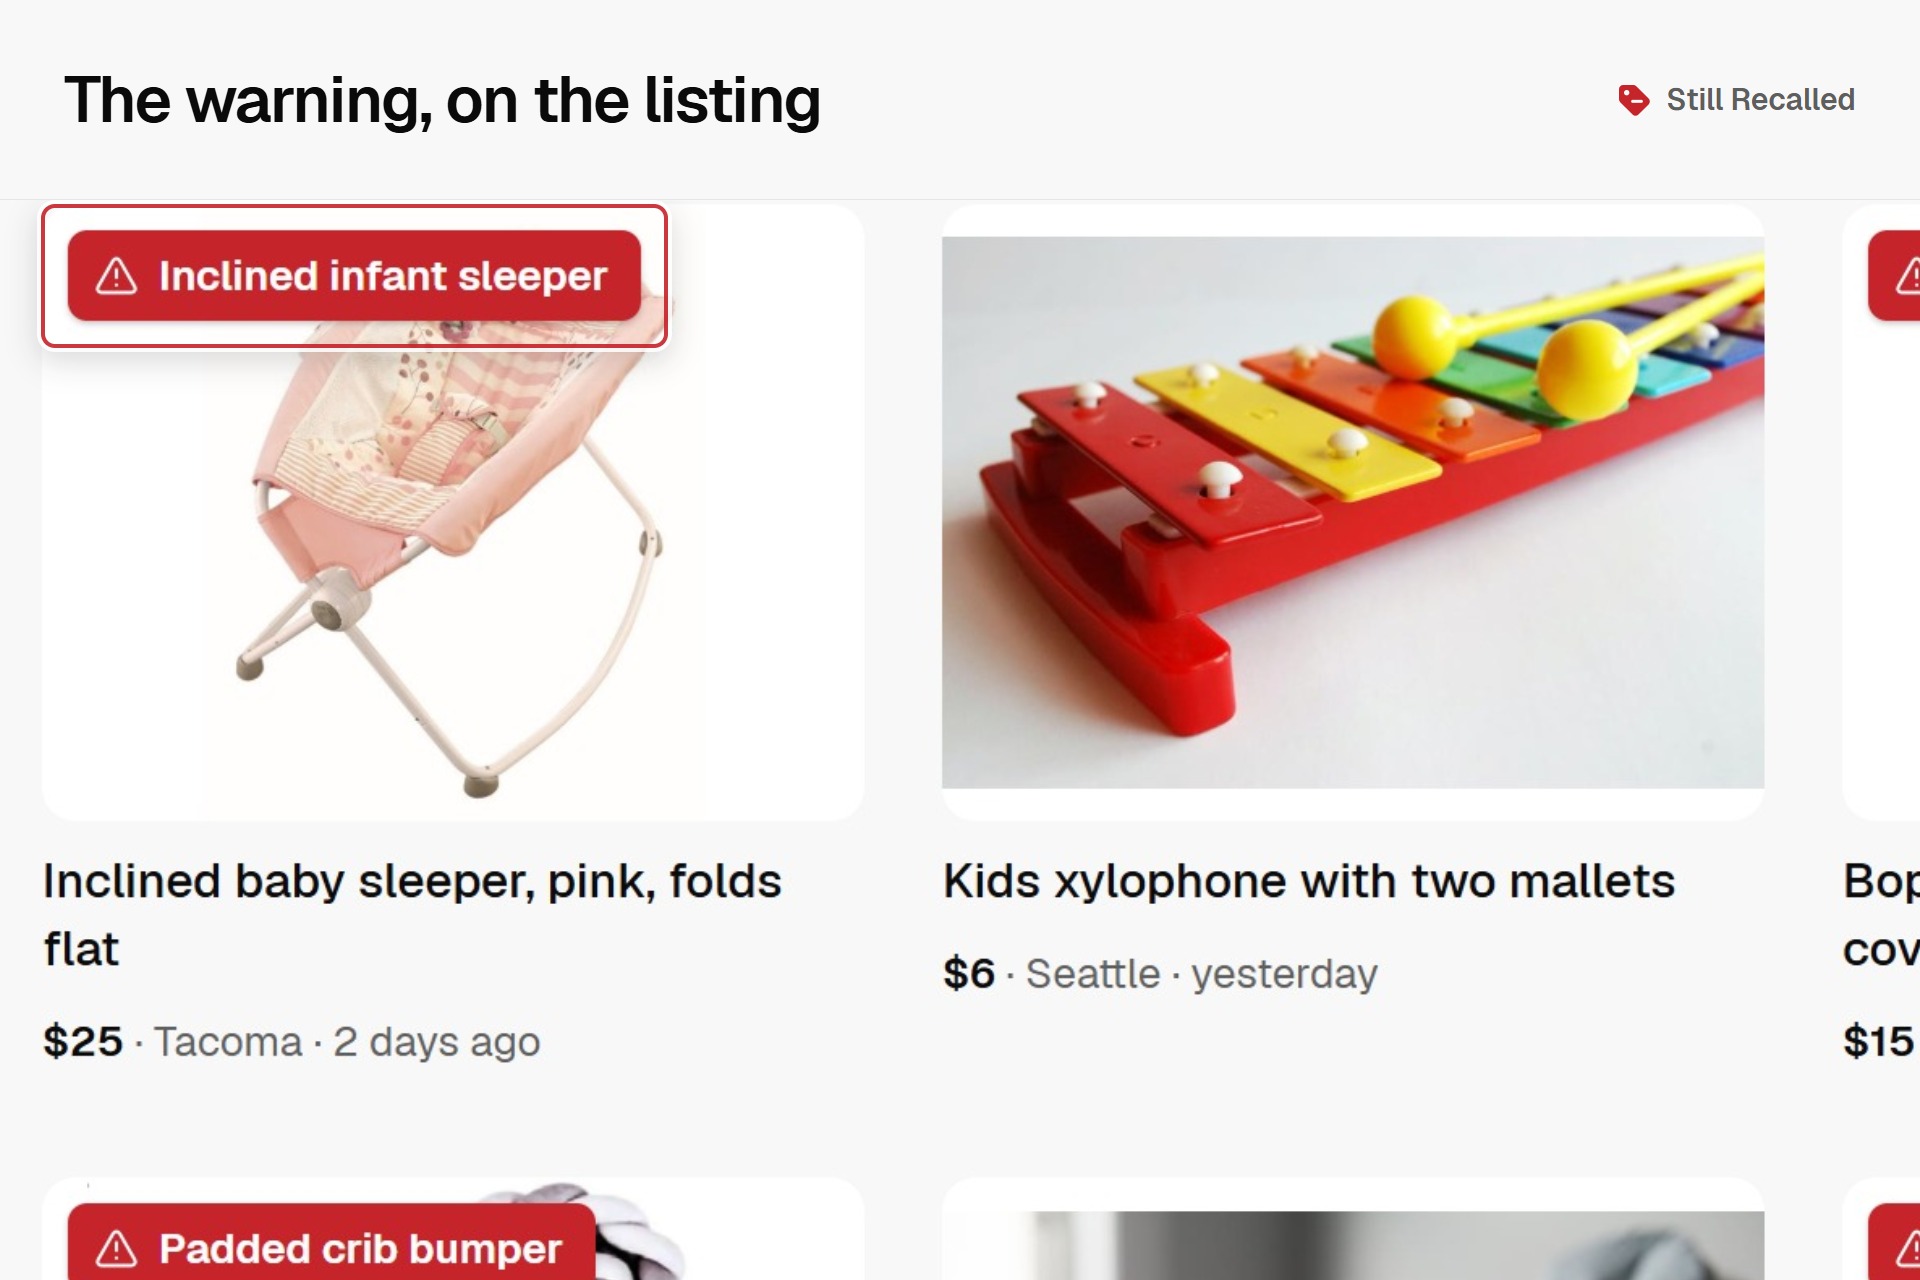 The warning, on the listing
Still Recalled
Inclined infant sleeper
Inclined baby sleeper, pink, folds
flat
$25 · Tacoma · 2 days ago
Kids xylophone with two mallets
$6 · Seattle · yesterday
$15
Padded crib bumper